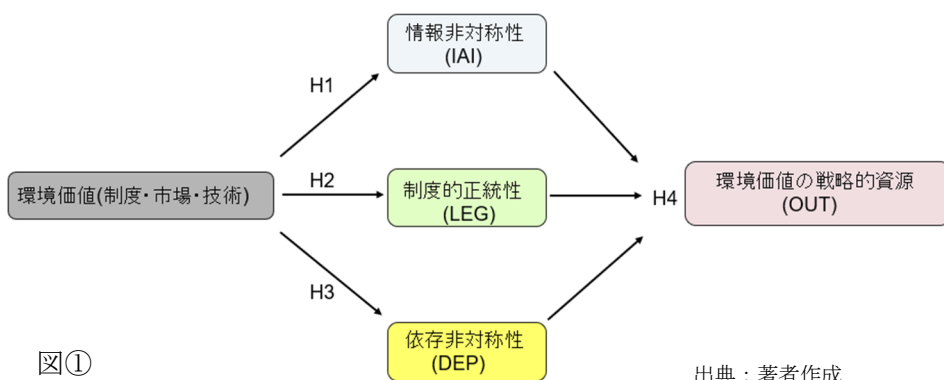 情報非対称性
(IAI)
H1
環境価値(制度・市場・技術)
H2
制度的正統性
(LEG)
H4
環境価値の戦略的資源
(OUT)
H3
依存非対称性
(DEP)
図①
出典：著者作成